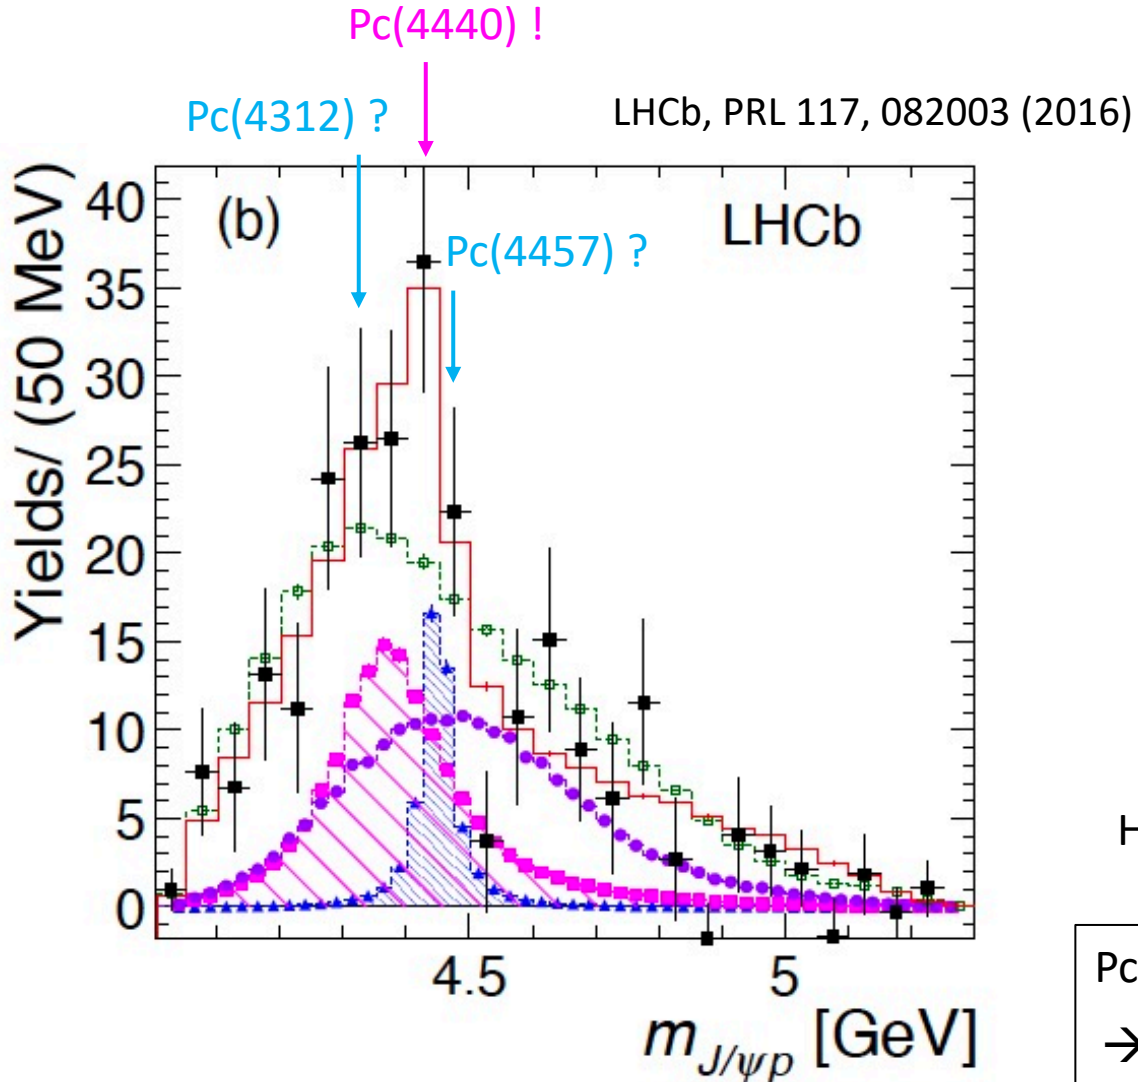 Pc(4440) !
Pc(4312) ?
LHCb, PRL 117, 082003 (2016)
(b)
LHCb
Pc(4457) ?
Yields/ (50 MeV)
40
35
30
25
20
15
10
5
0
4.5
5
m_{J/ψp} [GeV]
H
Pc
→